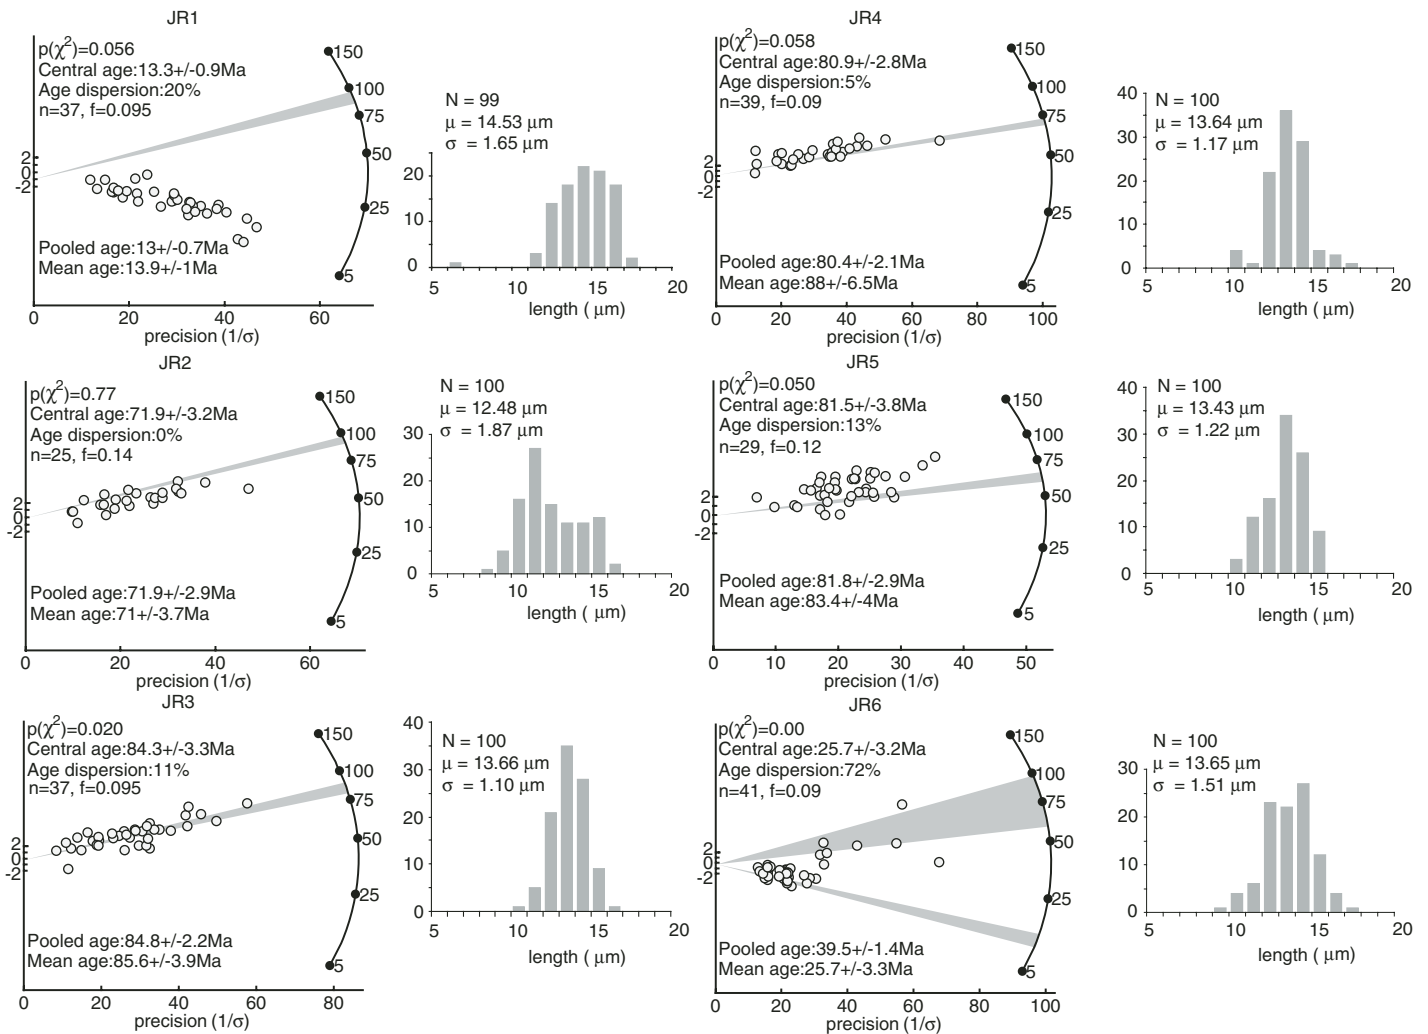 JR1
p(χ²)=0.056
Central age:13.3+/-0.9Ma
Age dispersion:20%
n=37, f=0.095
150
100
75
50
25
5
2
0
-2
Pooled age:13+/-0.7Ma
Mean age:13.9+/-1Ma
0 20 40 60
precision (1/σ)
N = 99
μ = 14.53 μm
σ = 1.65 μm
20
10
0
5 10 15 20
length ( μm)
JR4
p(χ²)=0.058
Central age:80.9+/-2.8Ma
Age dispersion:5%
n=39, f=0.09
150
100
75
50
25
5
2
0
-2
Pooled age:80.4+/-2.1Ma
Mean age:88+/-6.5Ma
0 20 40 60 80 100
precision (1/σ)
N = 100
μ = 13.64 μm
σ = 1.17 μm
40
30
20
10
0
5 10 15 20
length ( μm)
JR2
p(χ²)=0.77
Central age:71.9+/-3.2Ma
Age dispersion:0%
n=25, f=0.14
150
100
75
50
25
5
2
0
-2
Pooled age:71.9+/-2.9Ma
Mean age:71+/-3.7Ma
0 20 40 60
precision (1/σ)
N = 100
μ = 12.48 μm
σ = 1.87 μm
30
20
10
0
5 10 15 20
length ( μm)
JR5
p(χ²)=0.050
Central age:81.5+/-3.8Ma
Age dispersion:13%
n=29, f=0.12
150
100
75
50
25
5
2
0
-2
Pooled age:81.8+/-2.9Ma
Mean age:83.4+/-4Ma
0 10 20 30 40 50
precision (1/σ)
N = 100
μ = 13.43 μm
σ = 1.22 μm
40
30
20
10
0
5 10 15 20
length ( μm)
JR3
p(χ²)=0.020
Central age:84.3+/-3.3Ma
Age dispersion:11%
n=37, f=0.095
150
100
75
50
25
5
2
0
-2
Pooled age:84.8+/-2.2Ma
Mean age:85.6+/-3.9Ma
0 20 40 60 80
precision (1/σ)
N = 100
μ = 13.66 μm
σ = 1.10 μm
40
30
20
10
0
5 10 15 20
length ( μm)
JR6
p(χ²)=0.00
Central age:25.7+/-3.2Ma
Age dispersion:72%
n=41, f=0.09
150
100
75
50
25
5
2
0
-2
Pooled age:39.5+/-1.4Ma
Mean age:25.7+/-3.3Ma
0 20 40 60 80 100
precision (1/σ)
N = 100
μ = 13.65 μm
σ = 1.51 μm
30
20
10
0
5 10 15 20
length ( μm)